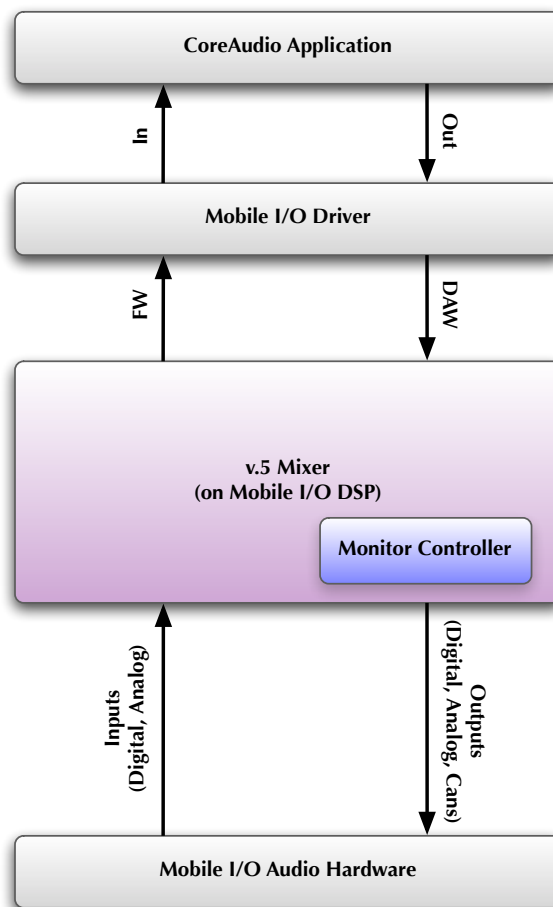 CoreAudio Application
In
Out
Mobile I/O Driver
FW
DAW
v.5 Mixer
(on Mobile I/O DSP)
Monitor Controller
Inputs
(Digital, Analog)
Outputs
(Digital, Analog, Cans)
Mobile I/O Audio Hardware